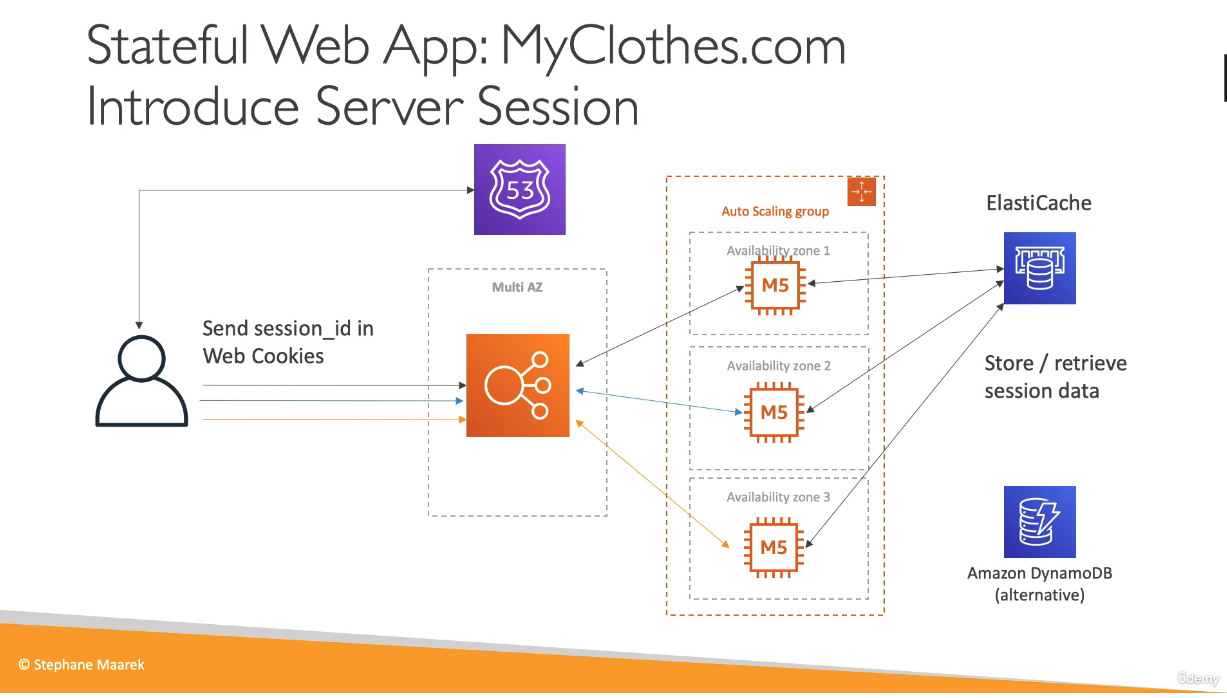 Stateful Web App: MyClothes.com
Introduce Server Session
53
Auto Scaling group
ElastiCache
Availability zone 1
M5
Multi AZ
Send session_id in
Web Cookies
Availability zone 2
M5
Store / retrieve
session data
Availability zone 3
M5
Amazon DynamoDB
(alternative)
© Stephane Maarek
ûdemy